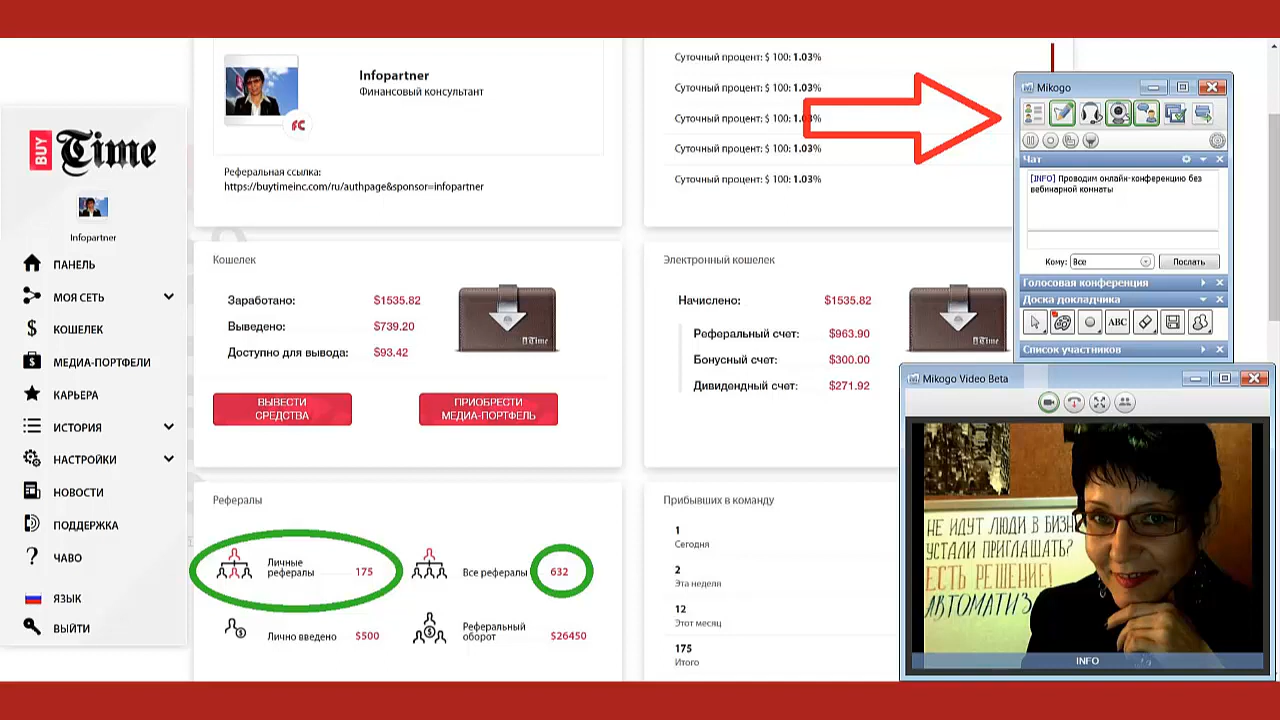 BUY Time
Infopartner
ПАНЕЛЬ
МОЯ СЕТЬ
КОШЕЛЕК
МЕДИА-ПОРТФЕЛИ
КАРЬЕРА
ИСТОРИЯ
НАСТРОЙКИ
НОВОСТИ
ПОДДЕРЖКА
ЧАВО
ЯЗЫК
ВЫЙТИ
Infopartner
Финансовый консультант
FC
Реферальная ссылка:
https://buytimeinc.com/ru/authpage&sponsor=infopartner
Суточный процент: $ 100: 1.03%
Суточный процент: $ 100: 1.03%
Суточный процент: $ 100: 1.03%
Суточный процент: $ 100: 1.03%
Суточный процент: $ 100: 1.03%
Кошелек
Заработано: $1535.82
Выведено: $739.20
Доступно для вывода: $93.42
Time
ВЫВЕСТИ
СРЕДСТВА
ПРИОБРЕСТИ
МЕДИА-ПОРТФЕЛЬ
Электронный кошелек
Начислено: $1535.82
Реферальный счет: $963.90
Бонусный счет: $300.00
Дивидендный счет: $271.92
Time
Рефералы
Личные
рефералы 175
Все рефералы 632
Лично введено $500
Реферальный
оборот $26450
Прибывших в команду
1
Сегодня
2
Эта неделя
12
Этот месяц
175
Итого
Mikogo
Чат
[INFO] Проводим онлайн-конференцию без
вебинарной комнаты
Кому: Все Послать
Голосовая конференция
Доска докладчика
ABC
Список участников
Mikogo Video Beta
НЕ ИДУТ ЛЮДИ В БИЗН
УСТАЛИ ПРИГЛАШАТЬ?
ЕСТЬ РЕШЕНИЕ!
АВТОМАТИЗ
INFO